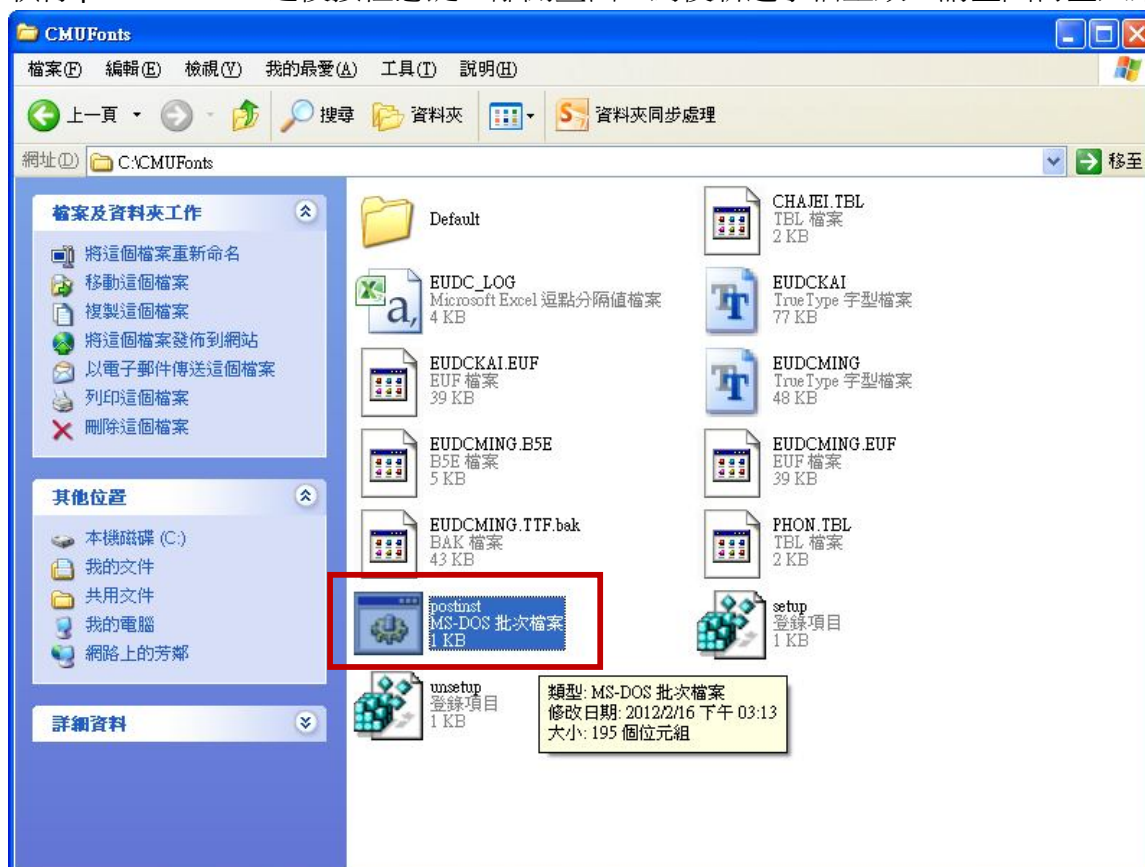 CMUFonts
檔案(F) 編輯(E) 檢視(V) 我的最愛(A) 工具(T) 說明(H)
上一頁 搜尋 資料夾 資料夾同步處理
網址(D) C:\CMUFonts 移至
檔案及資料夾工作
將這個檔案重新命名
移動這個檔案
複製這個檔案
將這個檔案發佈到網站
以電子郵件傳送這個檔案
列印這個檔案
刪除這個檔案
其他位置
本機磁碟 (C:)
我的文件
共用文件
我的電腦
網路上的芳鄰
詳細資料
Default
CHAJEI.TBL
TBL 檔案
2 KB
EUDC_LOG
Microsoft Excel 逗點分隔值檔案
4 KB
EUDCKAI
TrueType 字型檔案
77 KB
EUDCKAI.EUF
EUF 檔案
39 KB
EUDCMING
TrueType 字型檔案
48 KB
EUDCMING.B5E
B5E 檔案
5 KB
EUDCMING.EUF
EUF 檔案
39 KB
EUDCMING.TTF.bak
BAK 檔案
43 KB
PHON.TBL
TBL 檔案
2 KB
postinst
MS-DOS 批次檔案
1 KB
setup
登錄項目
1 KB
unsetup
登錄項目
1 KB
類型: MS-DOS 批次檔案
修改日期: 2012/2/16 下午 03:13
大小: 195 個位元組